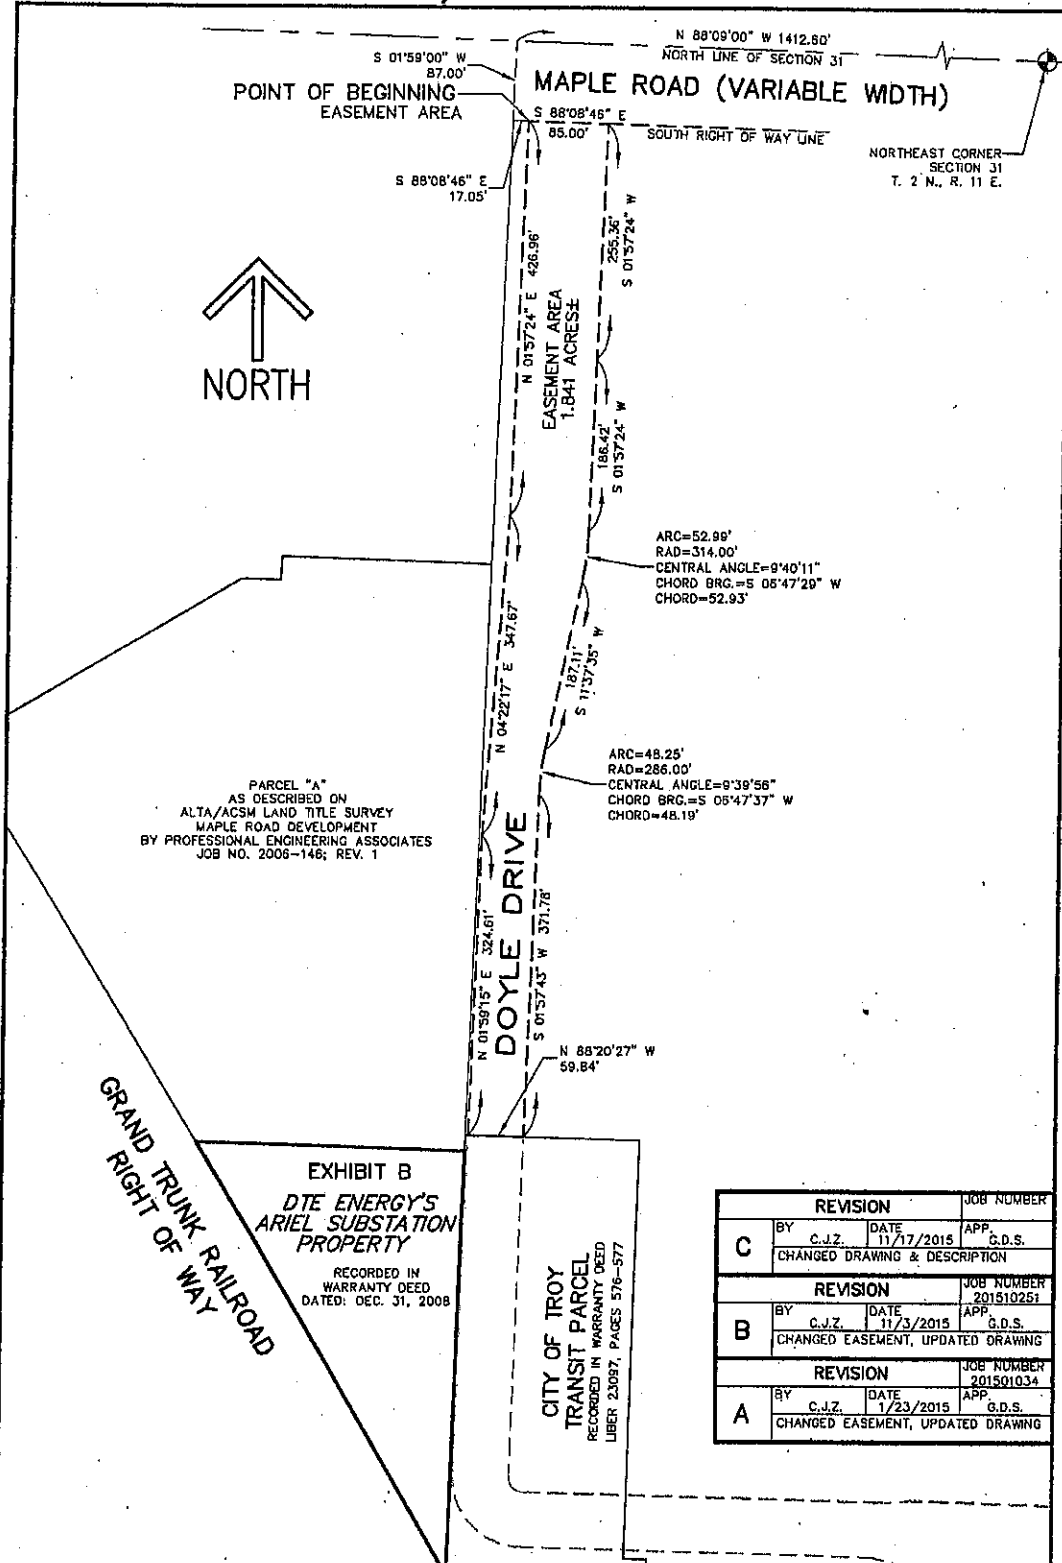 N 88°09'00" W 1412.60'
NORTH LINE OF SECTION 31
S 01°59'00" W
87.00'
MAPLE ROAD (VARIABLE WIDTH)
POINT OF BEGINNING
EASEMENT AREA
S 88°08'46" E
85.00'
SOUTH RIGHT OF WAY LINE
NORTHEAST CORNER
SECTION 31
T. 2 N., R. 11 E.
S 88°08'46" E
17.05'
N 01°57'24" E 426.96'
255.36'
S 01°57'24" W
EASEMENT AREA
1.841 ACRES±
NORTH
186.42'
S 01°57'24" W
ARC=52.99'
RAD=314.00'
CENTRAL ANGLE=9°40'11"
CHORD BRG.=S 06°47'29" W
CHORD=52.93'
N 04°22'17" E 347.67'
187.11'
S 11°37'35" W
ARC=48.25'
RAD=286.00'
CENTRAL ANGLE=9°39'56"
CHORD BRG.=S 06°47'37" W
CHORD=48.19'
PARCEL "A"
AS DESCRIBED ON
ALTA/ACSM LAND TITLE SURVEY
MAPLE ROAD DEVELOPMENT
BY PROFESSIONAL ENGINEERING ASSOCIATES
JOB NO. 2006-146; REV. 1
N 01°59'15" E 324.61'
DOYLE DRIVE
S 01°57'43" W 371.78'
N 88°20'27" W
59.84'
GRAND TRUNK RAILROAD
RIGHT OF WAY
EXHIBIT B
DTE ENERGY'S
ARIEL SUBSTATION
PROPERTY
RECORDED IN
WARRANTY DEED
DATED: DEC. 31, 2008
CITY OF TROY
TRANSIT PARCEL
RECORDED IN WARRANTY DEED
LIBER 23097, PAGES 576-577
REVISION JOB NUMBER
C BY C.J.Z. DATE 11/17/2015 APP. G.D.S.
CHANGED DRAWING & DESCRIPTION
REVISION JOB NUMBER 201510251
B BY C.J.Z. DATE 11/3/2015 APP. G.D.S.
CHANGED EASEMENT, UPDATED DRAWING
REVISION JOB NUMBER 201501034
A BY C.J.Z. DATE 1/23/2015 APP. G.D.S.
CHANGED EASEMENT, UPDATED DRAWING